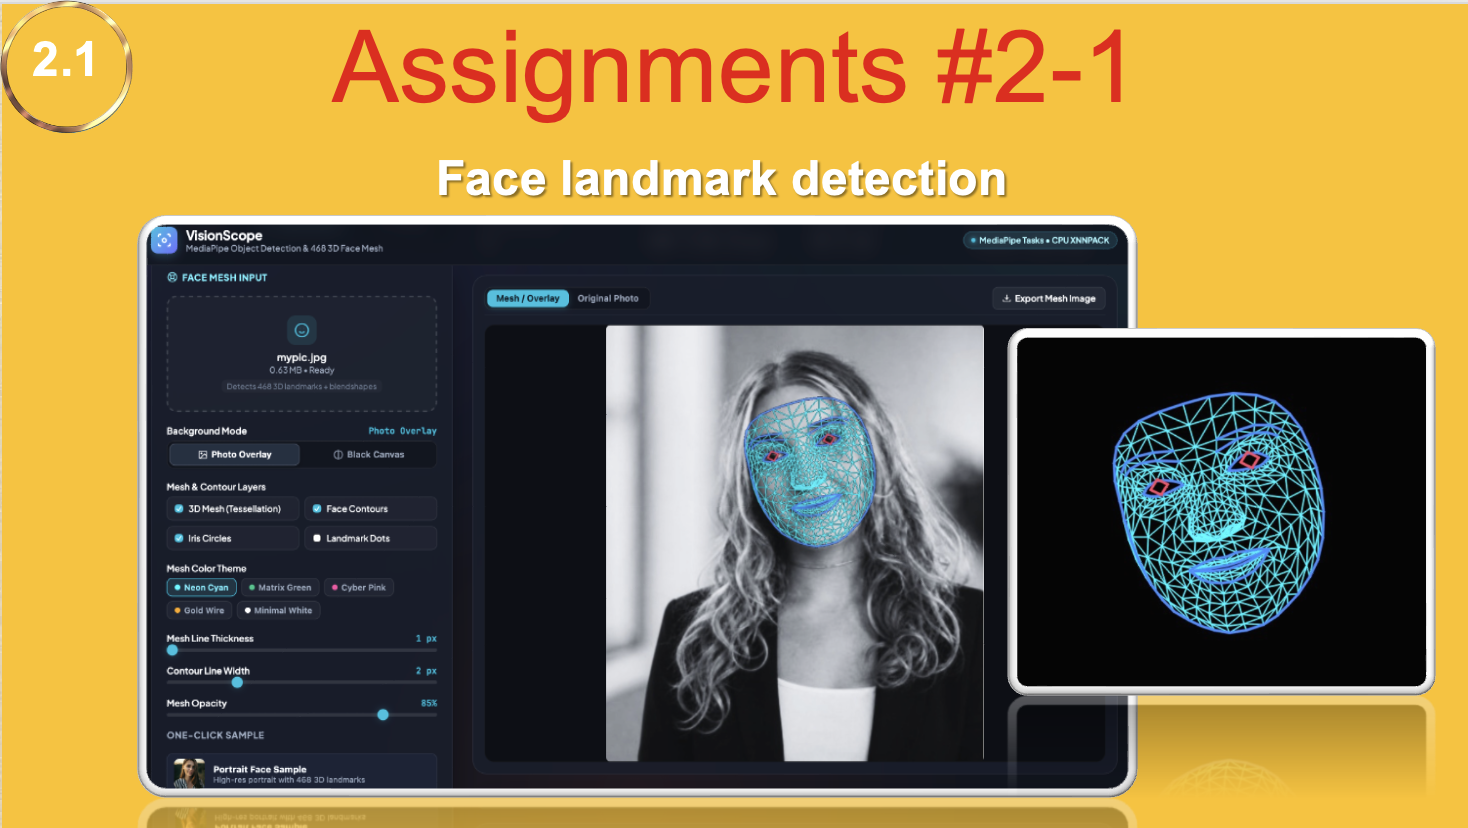 2.1
Assignments #2-1
Face landmark detection
VisionScope
MediaPipe Object Detection & 468 3D Face Mesh
MediaPipe Tasks • CPU XNNPACK
FACE MESH INPUT
mypic.jpg
0.63 MB • Ready
Detects 468 3D landmarks + blendshapes
Background Mode Photo Overlay
Photo Overlay Black Canvas
Mesh & Contour Layers
3D Mesh (Tessellation) Face Contours
Iris Circles Landmark Dots
Mesh Color Theme
Neon Cyan Matrix Green Cyber Pink
Gold Wire Minimal White
Mesh Line Thickness 1 px
Contour Line Width 2 px
Mesh Opacity 85%
ONE-CLICK SAMPLE
Portrait Face Sample
High-res portrait with 468 3D landmarks
Mesh / Overlay Original Photo
Export Mesh Image